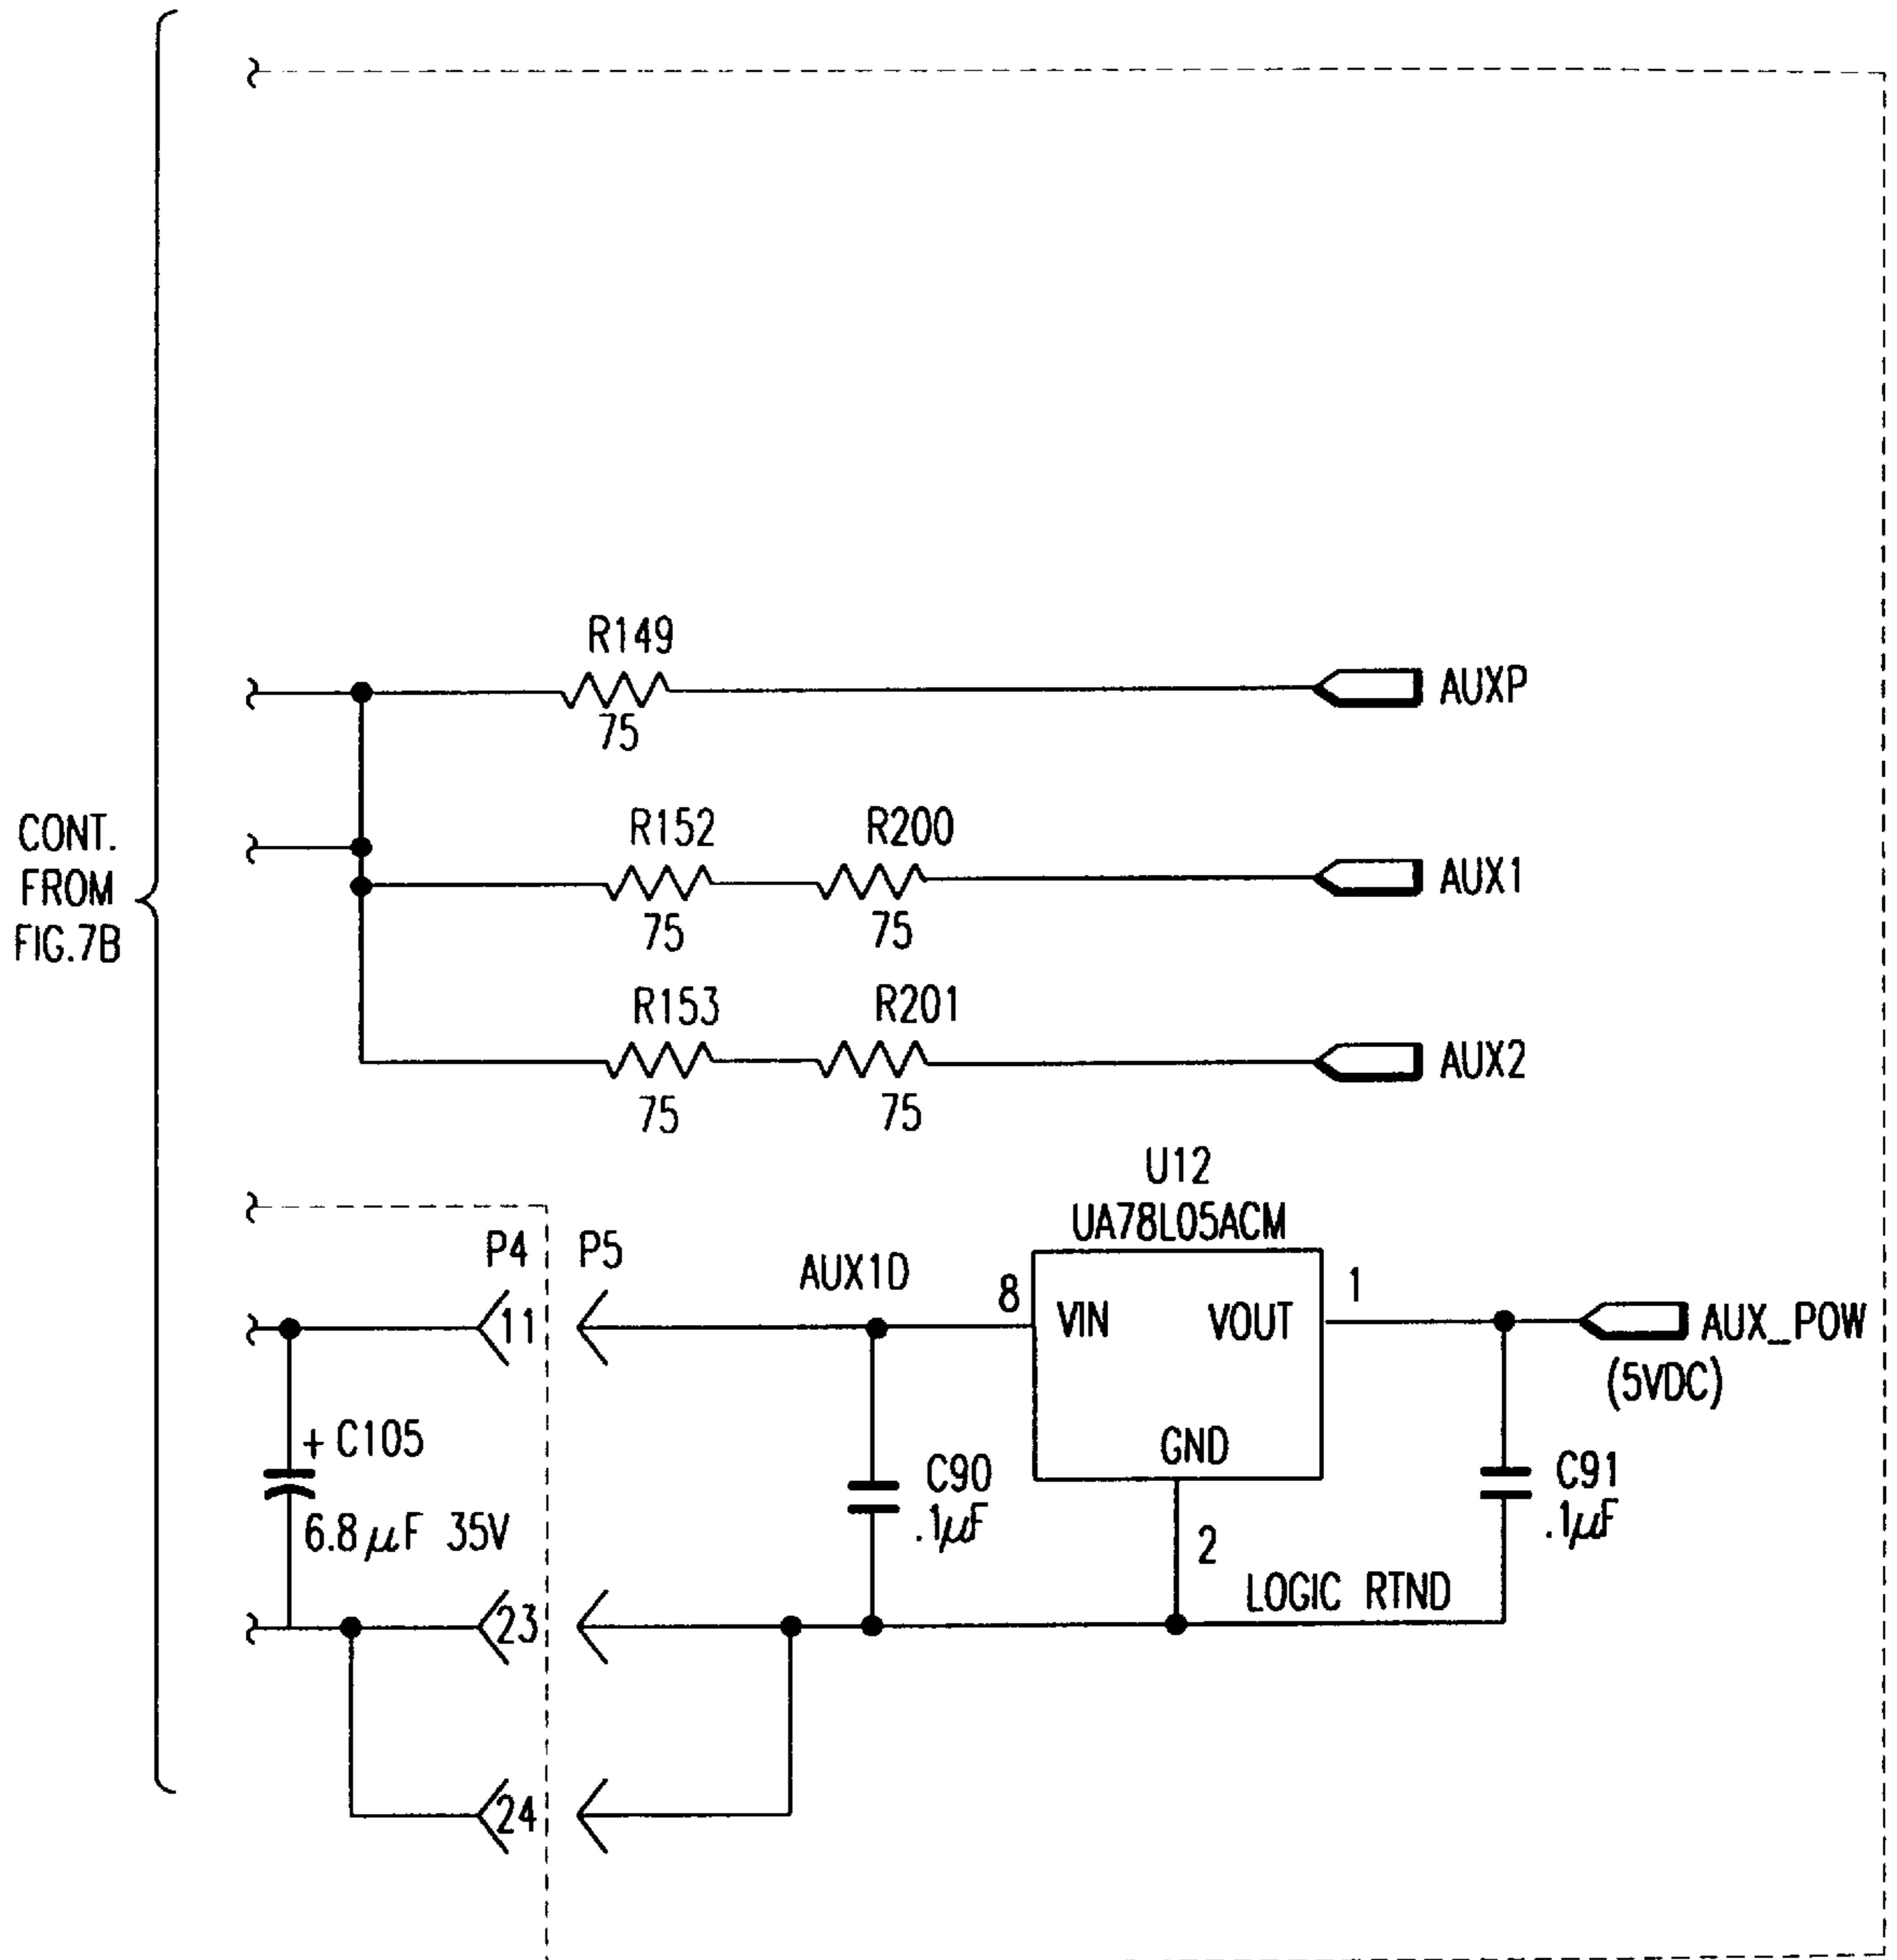 R149
75
AUXP
CONT.
FROM
FIG.7B
R152
R200
75
75
AUX1
R153
R201
75
75
AUX2
U12
UA78L05ACM
P4
P5
AUX1D
8
1
11
VIN
VOUT
AUX_POW
(5VDC)
+ C105
6.8 μF 35V
C90
.1μF
GND
C91
.1μF
2
LOGIC RTND
23
24